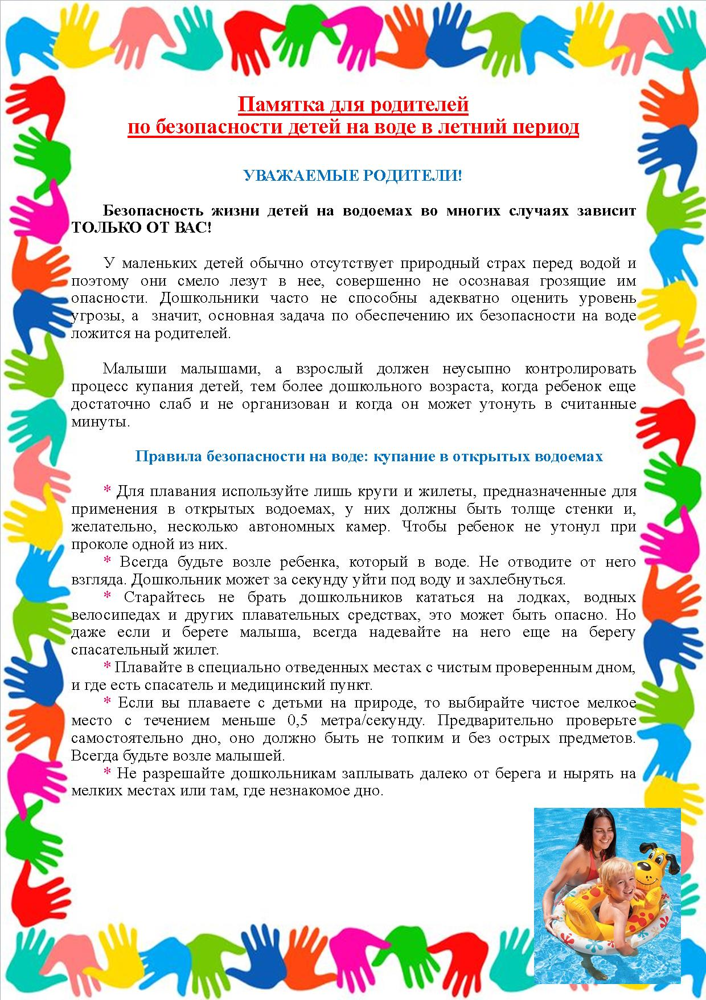 Памятка для родителей
по безопасности детей на воде в летний период
УВАЖАЕМЫЕ РОДИТЕЛИ!
Безопасность жизни детей на водоемах во многих случаях зависит
ТОЛЬКО ОТ ВАС!
У маленьких детей обычно отсутствует природный страх перед водой и
поэтому они смело лезут в нее, совершенно не осознавая грозящие им
опасности. Дошкольники часто не способны адекватно оценить уровень
угрозы, а значит, основная задача по обеспечению их безопасности на воде
ложится на родителей.
Малыши малышами, а взрослый должен неусыпно контролировать
процесс купания детей, тем более дошкольного возраста, когда ребенок еще
достаточно слаб и не организован и когда он может утонуть в считанные
минуты.
Правила безопасности на воде: купание в открытых водоемах
* Для плавания используйте лишь круги и жилеты, предназначенные для
применения в открытых водоемах, у них должны быть толще стенки и,
желательно, несколько автономных камер. Чтобы ребенок не утонул при
проколе одной из них.
* Всегда будьте возле ребенка, который в воде. Не отводите от него
взгляда. Дошкольник может за секунду уйти под воду и захлебнуться.
* Старайтесь не брать дошкольников кататься на лодках, водных
велосипедах и других плавательных средствах, это может быть опасно. Но
даже если и берете малыша, всегда надевайте на него еще на берегу
спасательный жилет.
* Плавайте в специально отведенных местах с чистым проверенным дном,
и где есть спасатель и медицинский пункт.
* Если вы плаваете с детьми на природе, то выбирайте чистое мелкое
место с течением меньше 0,5 метра/секунду. Предварительно проверьте
самостоятельно дно, оно должно быть не топким и без острых предметов.
Всегда будьте возле малышей.
* Не разрешайте дошкольникам заплывать далеко от берега и нырять на
мелких местах или там, где незнакомое дно.